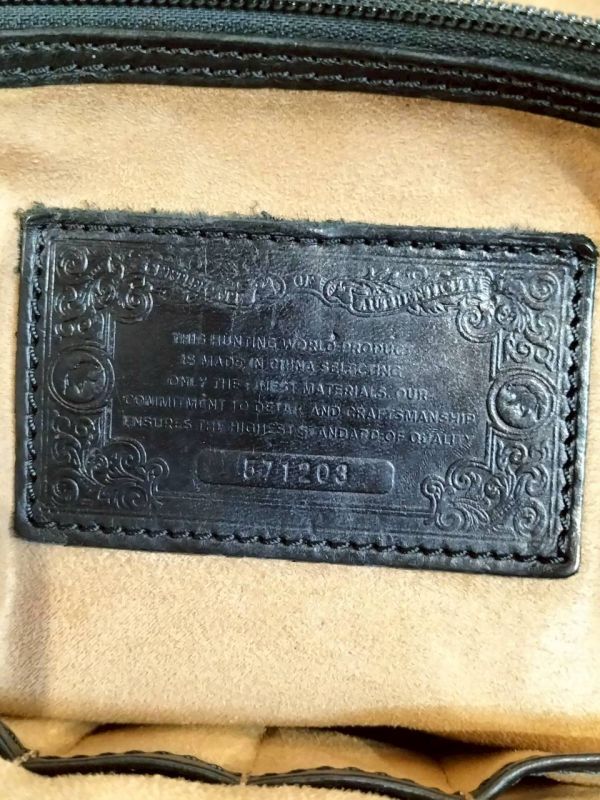 CERTIFICATE OF AUTHENTICITY
THIS HUNTING WORLD PRODUCT
IS MADE IN CHINA SELECTING
ONLY THE FINEST MATERIALS. OUR
COMMITMENT TO DETAIL AND CRAFTSMANSHIP
ENSURES THE HIGHEST STANDARD OF QUALITY
571203